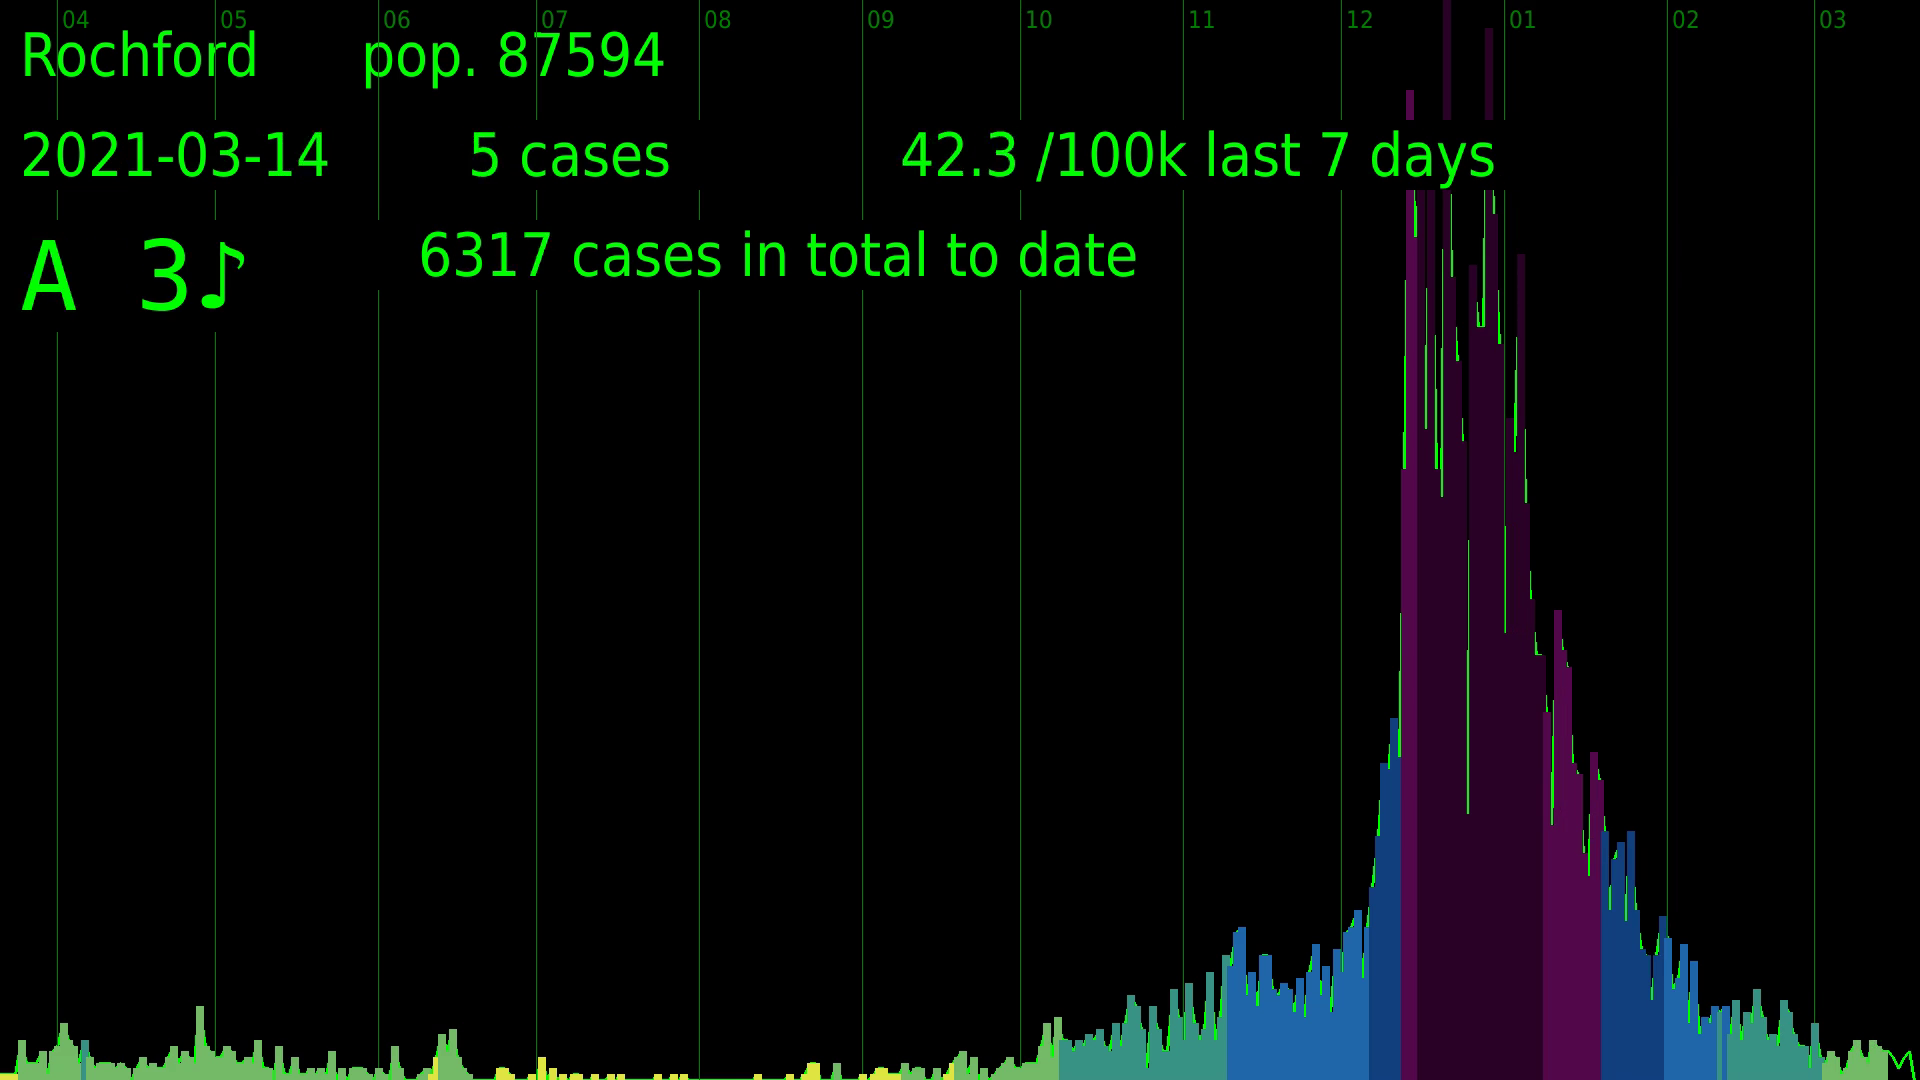 04 05 06 07 08 09 10 11 12 01 02 03
Rochford pop. 87594
2021-03-14 5 cases 42.3 /100k last 7 days
A 3♪ 6317 cases in total to date